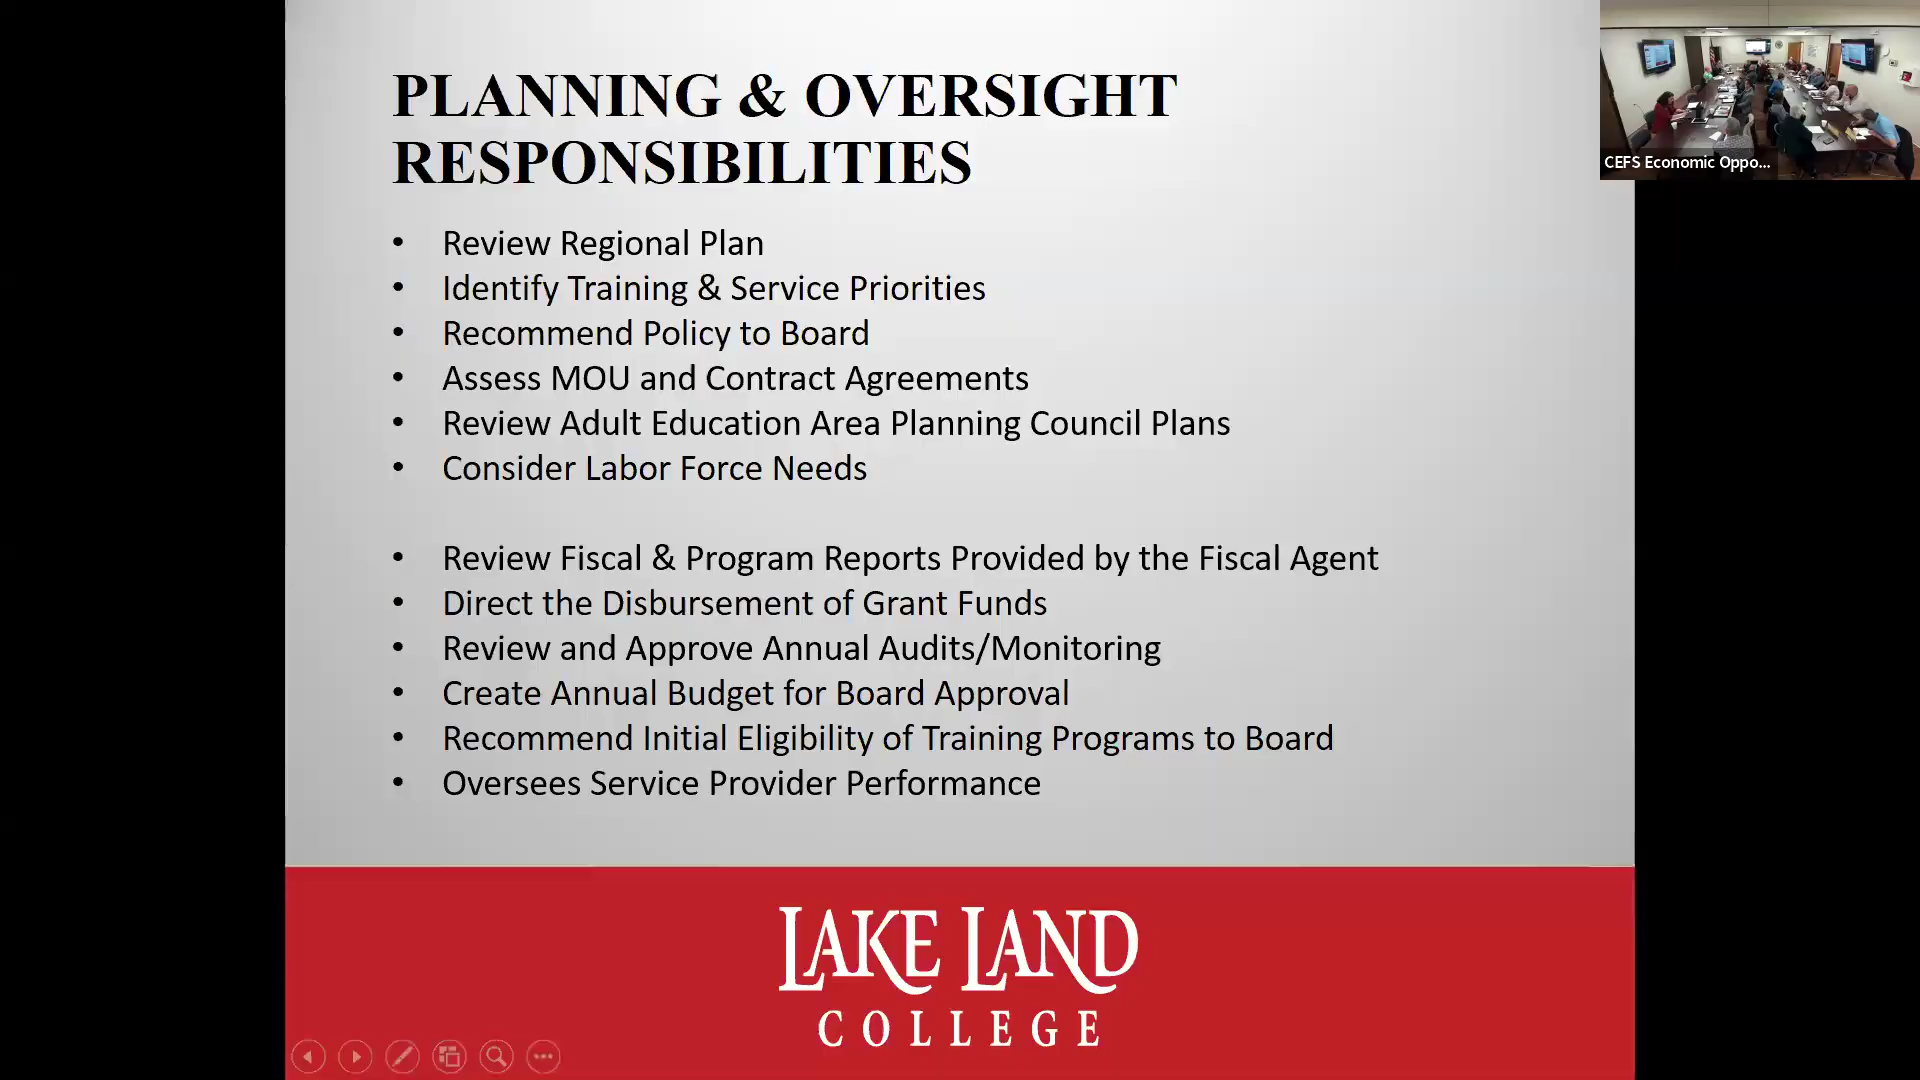 PLANNING & OVERSIGHT
RESPONSIBILITIES
• Review Regional Plan
• Identify Training & Service Priorities
• Recommend Policy to Board
• Assess MOU and Contract Agreements
• Review Adult Education Area Planning Council Plans
• Consider Labor Force Needs
• Review Fiscal & Program Reports Provided by the Fiscal Agent
• Direct the Disbursement of Grant Funds
• Review and Approve Annual Audits/Monitoring
• Create Annual Budget for Board Approval
• Recommend Initial Eligibility of Training Programs to Board
• Oversees Service Provider Performance
LAKE LAND
COLLEGE
CEFS Economic Oppo...